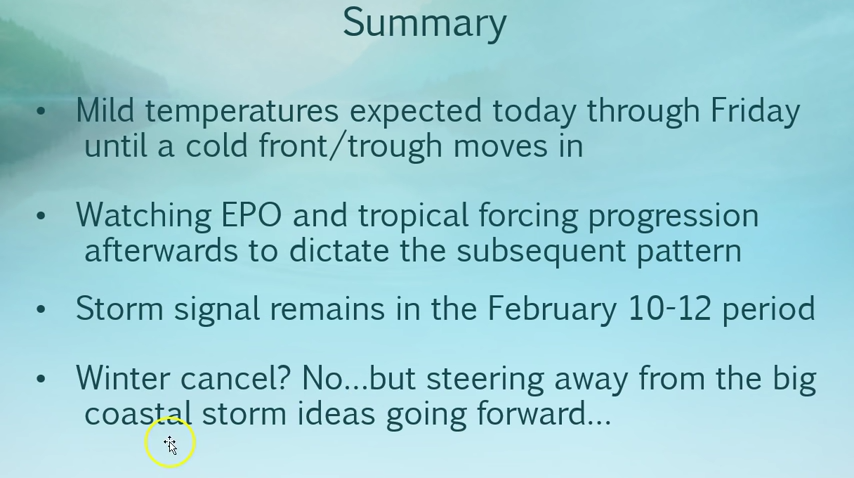 Summary
• Mild temperatures expected today through Friday
until a cold front/trough moves in
• Watching EPO and tropical forcing progression
afterwards to dictate the subsequent pattern
• Storm signal remains in the February 10-12 period
• Winter cancel? No...but steering away from the big
coastal storm ideas going forward...